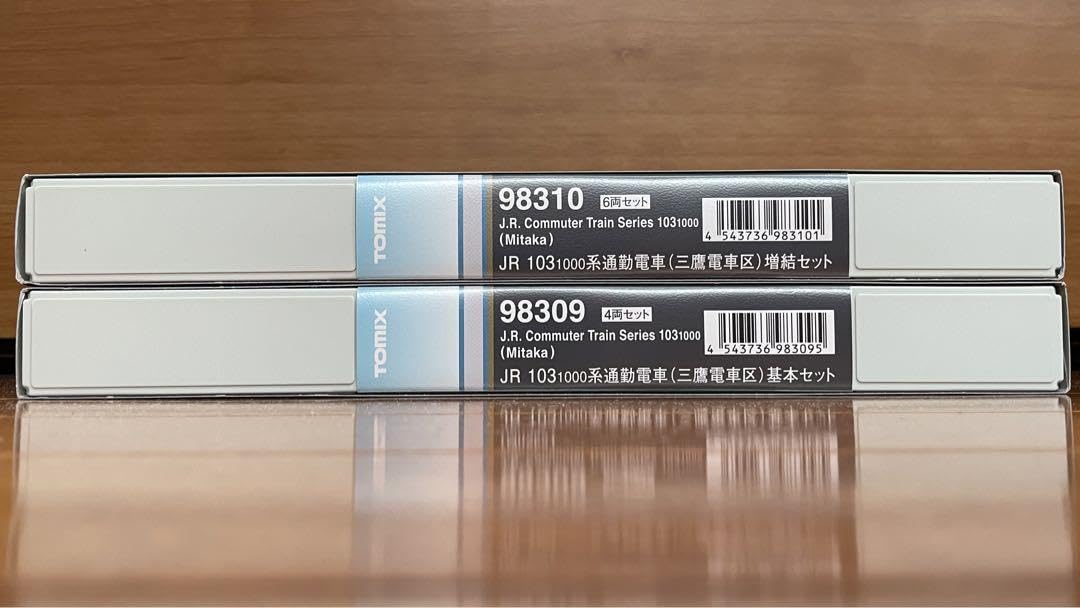 TOMIX
98310 6両セット
J.R. Commuter Train Series 1031000
(Mitaka)
JR 1031000系通勤電車(三鷹電車区)増結セット
4 543736 983101
TOMIX
98309 4両セット
J.R. Commuter Train Series 1031000
(Mitaka)
JR 1031000系通勤電車(三鷹電車区)基本セット
4 543736 983095